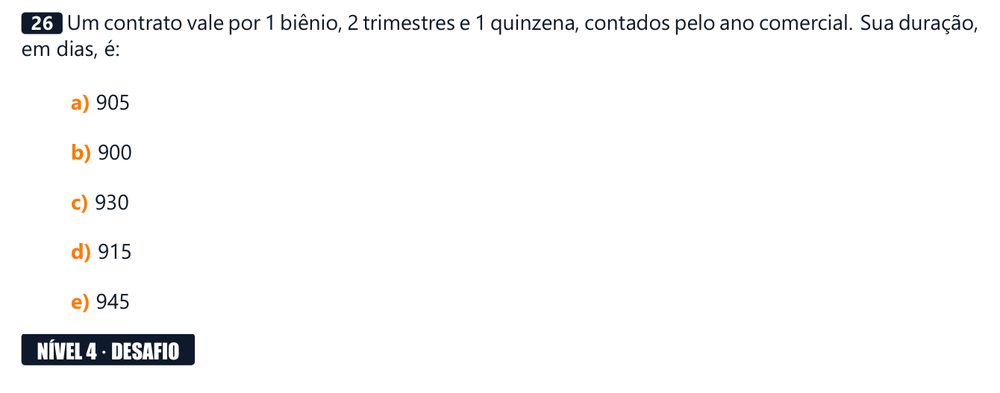 26 Um contrato vale por 1 biênio, 2 trimestres e 1 quinzena, contados pelo ano comercial. Sua duração,
em dias, é:
a) 905
b) 900
c) 930
d) 915
e) 945
NÍVEL 4 · DESAFIO